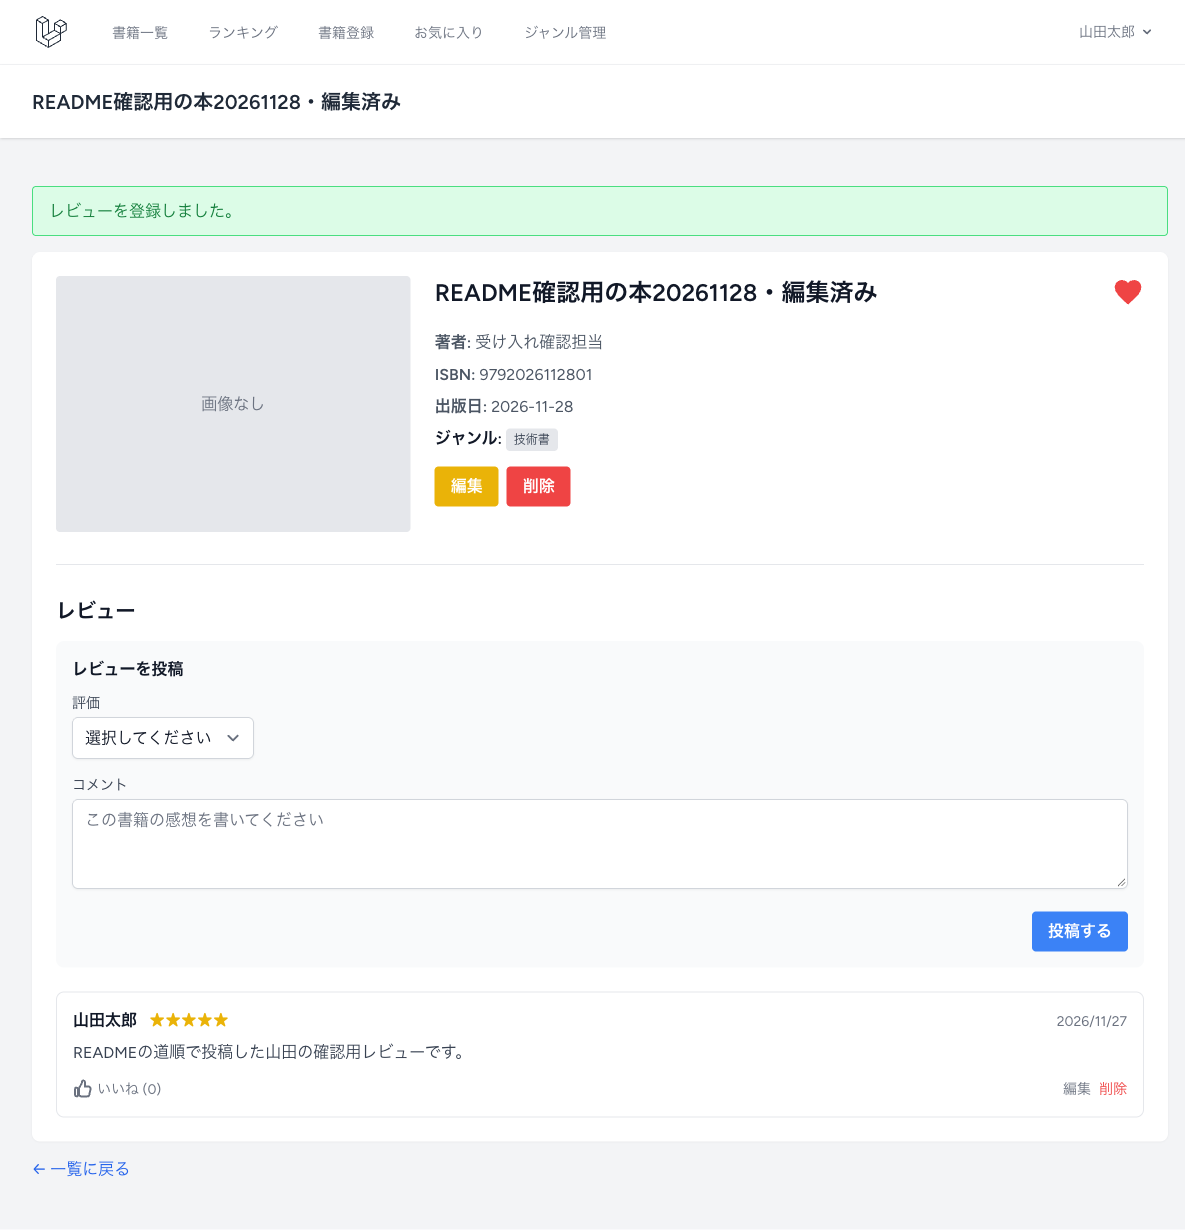 書籍一覧 ランキング 書籍登録 お気に入り ジャンル管理 山田太郎
README確認用の本20261128・編集済み
レビューを登録しました。
画像なし
README確認用の本20261128・編集済み
著者: 受け入れ確認担当
ISBN: 9792026112801
出版日: 2026-11-28
ジャンル: 技術書
編集 削除
レビュー
レビューを投稿
評価
選択してください
コメント
この書籍の感想を書いてください
投稿する
山田太郎 ★★★★★ 2026/11/27
READMEの道順で投稿した山田の確認用レビューです。
いいね (0) 編集 削除
← 一覧に戻る